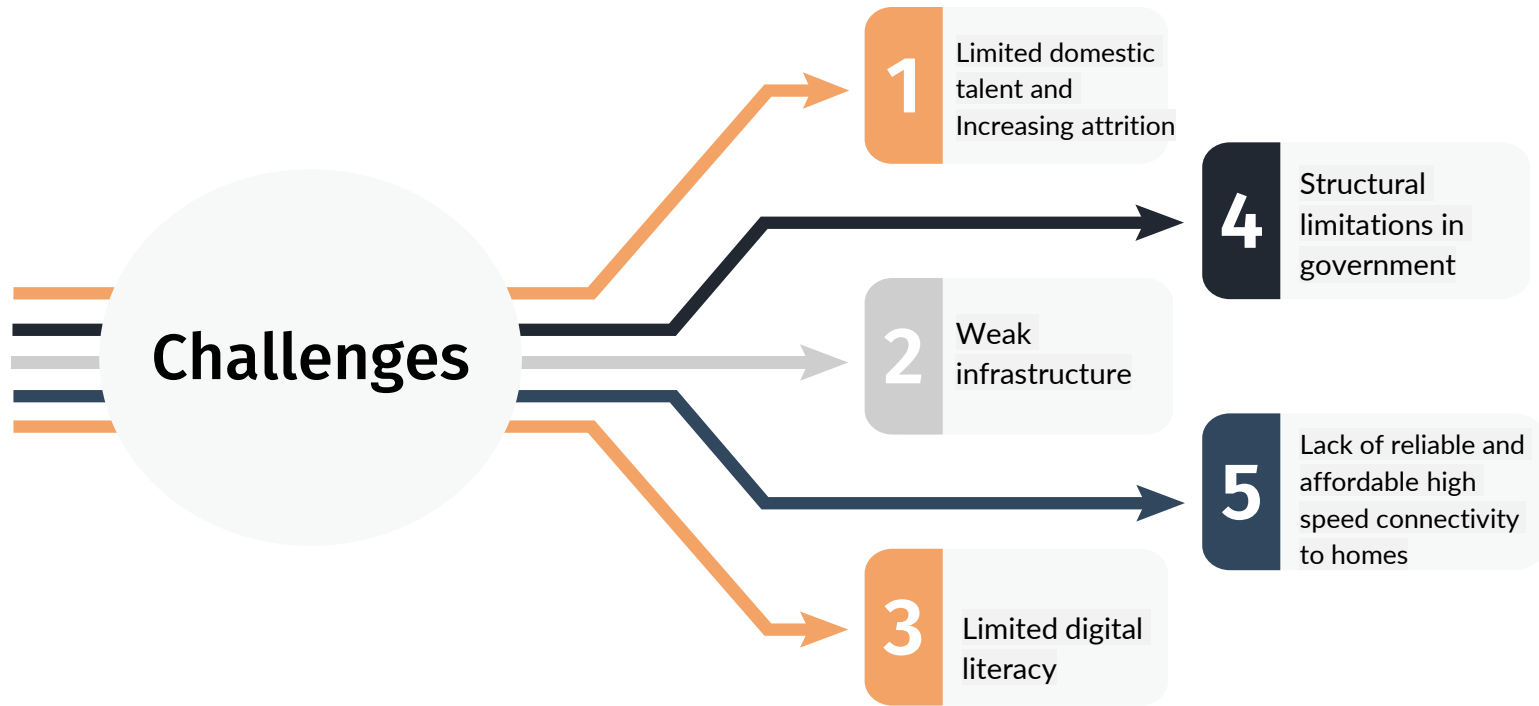 Challenges
1
Limited domestic
talent and
Increasing attrition
4
Structural
limitations in
government
2
Weak
infrastructure
5
Lack of reliable and
affordable high
speed connectivity
to homes
3
Limited digital
literacy